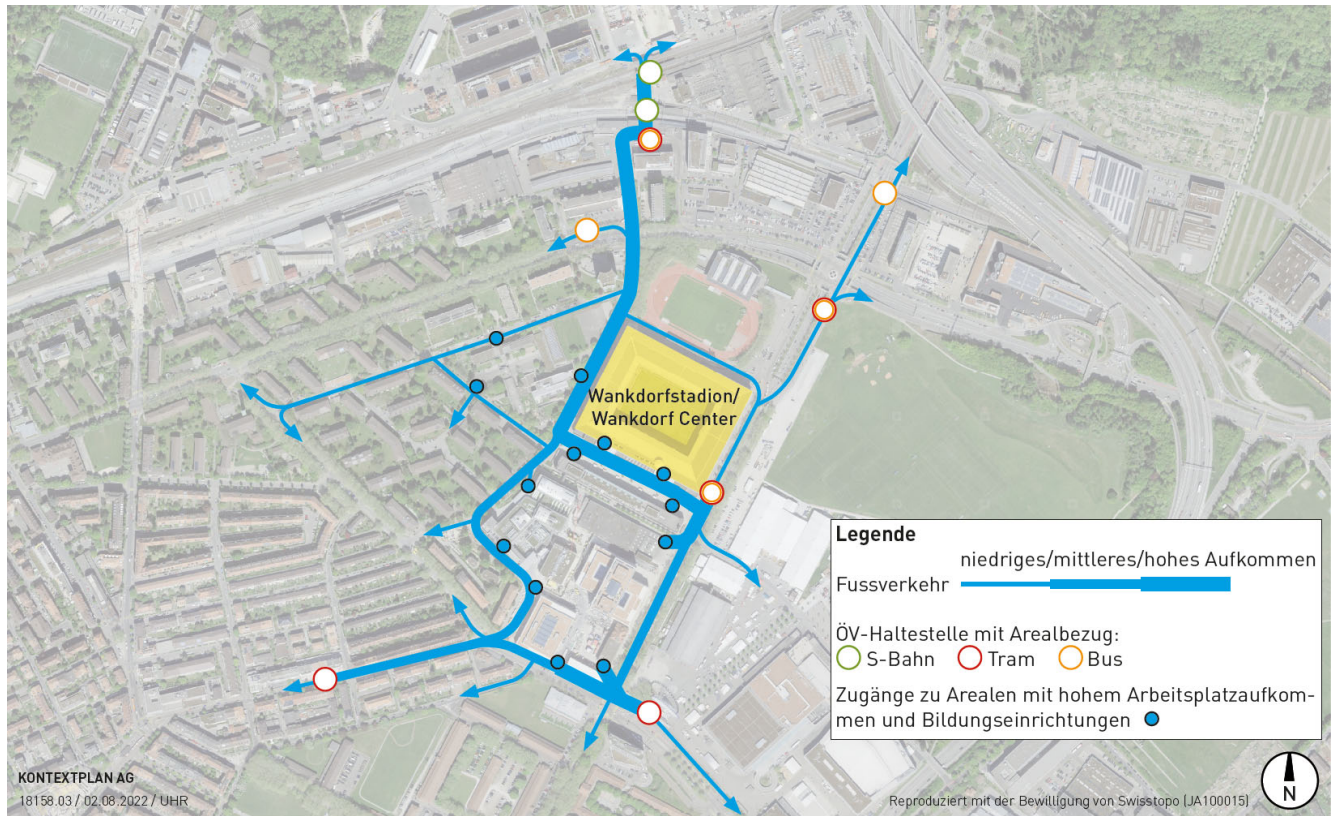 Wankdorfstadion/
Wankdorf Center
Legende
niedriges/mittleres/hohes Aufkommen
Fussverkehr
ÖV-Haltestelle mit Arealbezug:
S-Bahn Tram Bus
Zugänge zu Arealen mit hohem Arbeitsplatzaufkom-
men und Bildungseinrichtungen
KONTEXTPLAN AG
18158.03 / 02.08.2022 / UHR
Reproduziert mit der Bewilligung von Swisstopo (JA100015)
N